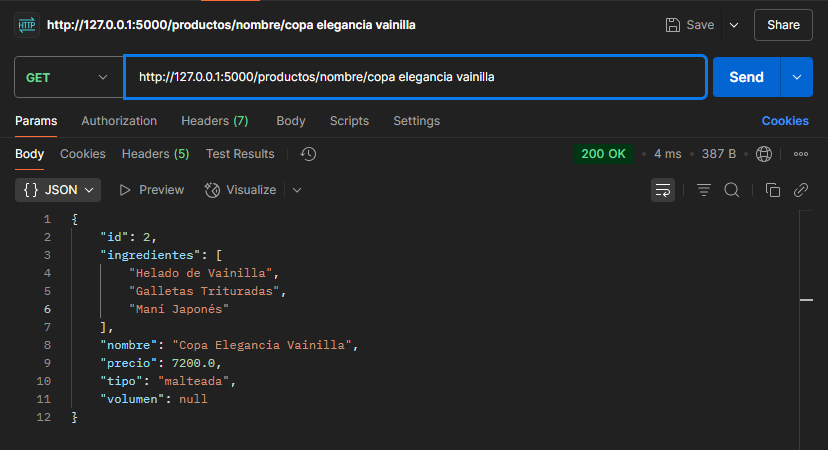 HTTP http://127.0.0.1:5000/productos/nombre/copa elegancia vainilla Save Share
GET http://127.0.0.1:5000/productos/nombre/copa elegancia vainilla Send
Params Authorization Headers (7) Body Scripts Settings Cookies
Body Cookies Headers (5) Test Results 200 OK • 4 ms • 387 B •
{} JSON Preview Visualize
1 {
2 "id": 2,
3 "ingredientes": [
4 "Helado de Vainilla",
5 "Galletas Trituradas",
6 "Maní Japonés"
7 ],
8 "nombre": "Copa Elegancia Vainilla",
9 "precio": 7200.0,
10 "tipo": "malteada",
11 "volumen": null
12 }